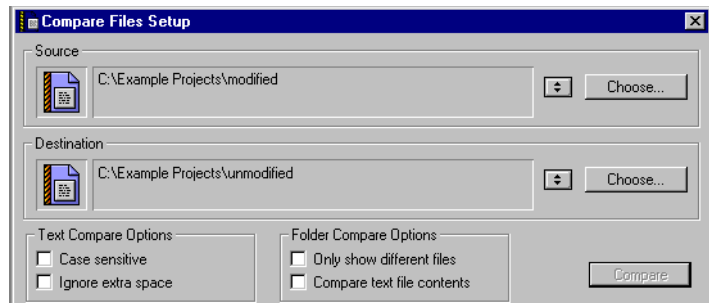 Compare Files Setup
Source
C:\Example Projects\modified
Choose...
Destination
C:\Example Projects\unmodified
Choose...
Text Compare Options
Case sensitive
Ignore extra space
Folder Compare Options
Only show different files
Compare text file contents
Compare